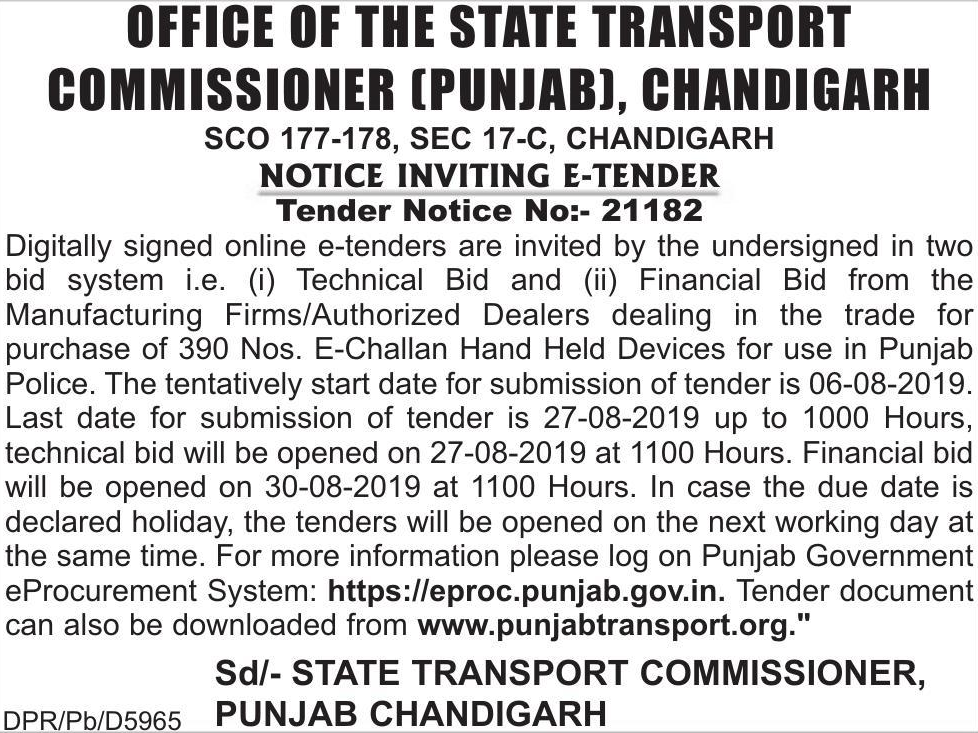 OFFICE OF THE STATE TRANSPORT
COMMISSIONER (PUNJAB), CHANDIGARH
SCO 177-178, SEC 17-C, CHANDIGARH
NOTICE INVITING E-TENDER
Tender Notice No:- 21182
Digitally signed online e-tenders are invited by the undersigned in two
bid system i.e. (i) Technical Bid and (ii) Financial Bid from the
Manufacturing Firms/Authorized Dealers dealing in the trade for
purchase of 390 Nos. E-Challan Hand Held Devices for use in Punjab
Police. The tentatively start date for submission of tender is 06-08-2019.
Last date for submission of tender is 27-08-2019 up to 1000 Hours,
technical bid will be opened on 27-08-2019 at 1100 Hours. Financial bid
will be opened on 30-08-2019 at 1100 Hours. In case the due date is
declared holiday, the tenders will be opened on the next working day at
the same time. For more information please log on Punjab Government
eProcurement System: https://eproc.punjab.gov.in. Tender document
can also be downloaded from www.punjabtransport.org."
Sd/- STATE TRANSPORT COMMISSIONER,
DPR/Pb/D5965 PUNJAB CHANDIGARH